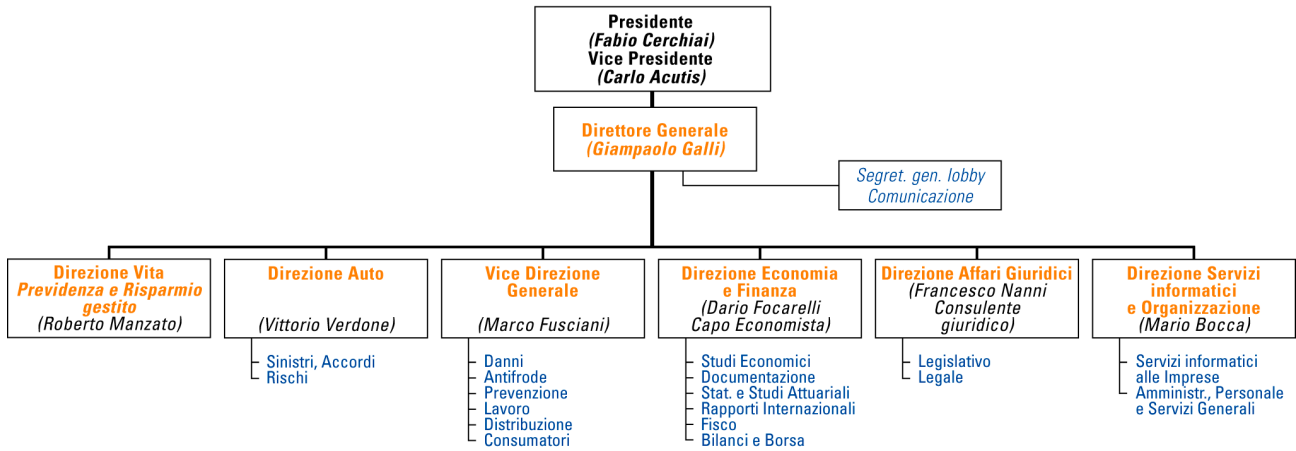 Presidente
(Fabio Cerchiai)
Vice Presidente
(Carlo Acutis)
Direttore Generale
(Giampaolo Galli)
Segret. gen. lobby
Comunicazione
Direzione Vita
Previdenza e Risparmio
gestito
(Roberto Manzato)
Direzione Auto
(Vittorio Verdone)
Sinistri, Accordi
Rischi
Vice Direzione
Generale
(Marco Fusciani)
Danni
Antifrode
Prevenzione
Lavoro
Distribuzione
Consumatori
Direzione Economia
e Finanza
(Dario Focarelli
Capo Economista)
Studi Economici
Documentazione
Stat. e Studi Attuariali
Rapporti Internazionali
Fisco
Bilanci e Borsa
Direzione Affari Giuridici
(Francesco Nanni
Consulente
giuridico)
Legislativo
Legale
Direzione Servizi
informatici
e Organizzazione
(Mario Bocca)
Servizi informatici
alle Imprese
Amministr., Personale
e Servizi Generali